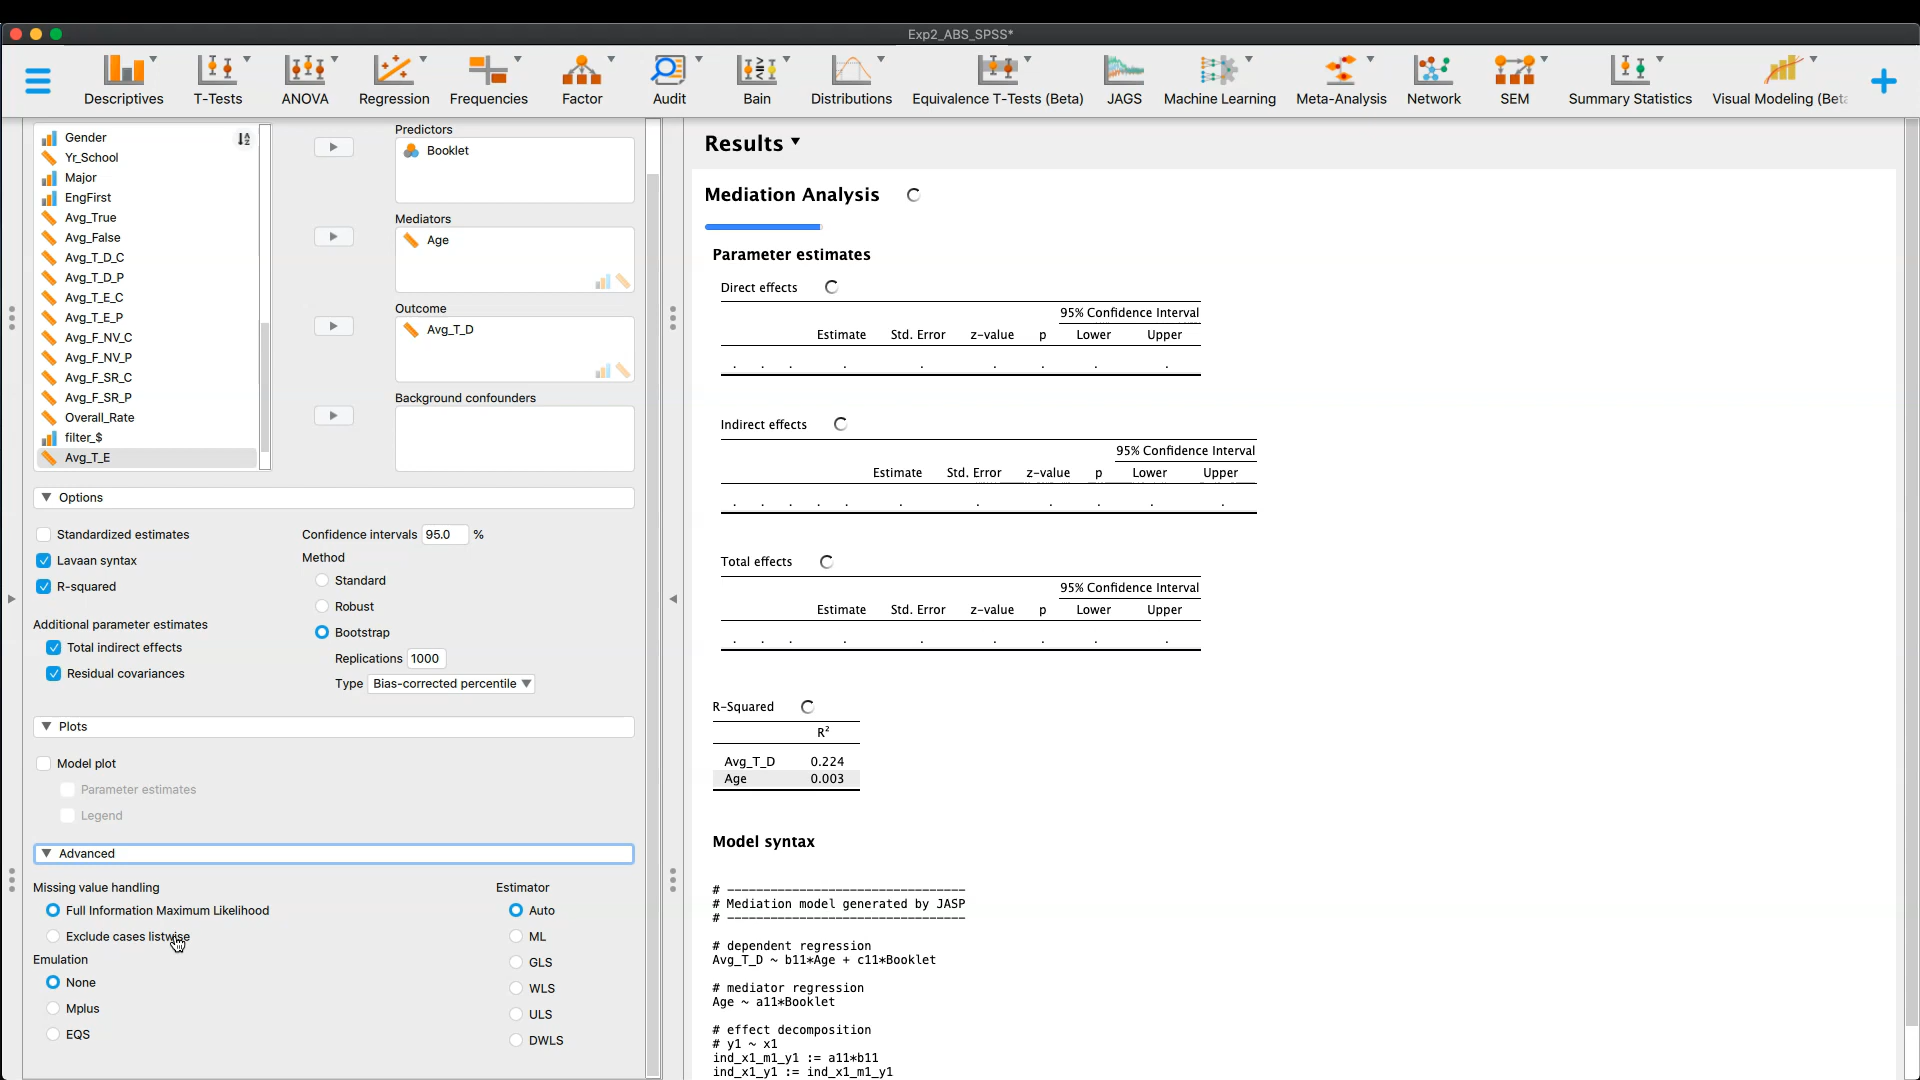 Exp2_ABS_SPSS*
Descriptives T-Tests ANOVA Regression Frequencies Factor Audit Bain Distributions Equivalence T-Tests (Beta) JAGS Machine Learning Meta-Analysis Network SEM Summary Statistics Visual Modeling (Bet
Gender
Yr_School
Major
EngFirst
Avg_True
Avg_False
Avg_T_D_C
Avg_T_D_P
Avg_T_E_C
Avg_T_E_P
Avg_F_NV_C
Avg_F_NV_P
Avg_F_SR_C
Avg_F_SR_P
Overall_Rate
filter_$
Avg_T_E
Predictors
Booklet
Mediators
Age
Outcome
Avg_T_D
Background confounders
Options
Standardized estimates
Lavaan syntax
R-squared
Additional parameter estimates
Total indirect effects
Residual covariances
Confidence intervals 95.0 %
Method
Standard
Robust
Bootstrap
Replications 1000
Type Bias-corrected percentile
Plots
Model plot
Parameter estimates
Legend
Advanced
Missing value handling
Full Information Maximum Likelihood
Exclude cases listwise
Emulation
None
Mplus
EQS
Estimator
Auto
ML
GLS
WLS
ULS
DWLS
Results
Mediation Analysis
Parameter estimates
Direct effects
95% Confidence Interval
Estimate Std. Error z-value p Lower Upper
. . . . . . . . .
Indirect effects
95% Confidence Interval
Estimate Std. Error z-value p Lower Upper
. . . . . . . . . . .
Total effects
95% Confidence Interval
Estimate Std. Error z-value p Lower Upper
. . . . . . . . .
R-Squared
R²
Avg_T_D 0.224
Age 0.003
Model syntax
# ----------------------------------
# Mediation model generated by JASP
# ----------------------------------
# dependent regression
Avg_T_D ~ b11*Age + c11*Booklet
# mediator regression
Age ~ a11*Booklet
# effect decomposition
# y1 ~ x1
ind_x1_m1_y1 := a11*b11
ind_x1_y1 := ind_x1_m1_y1